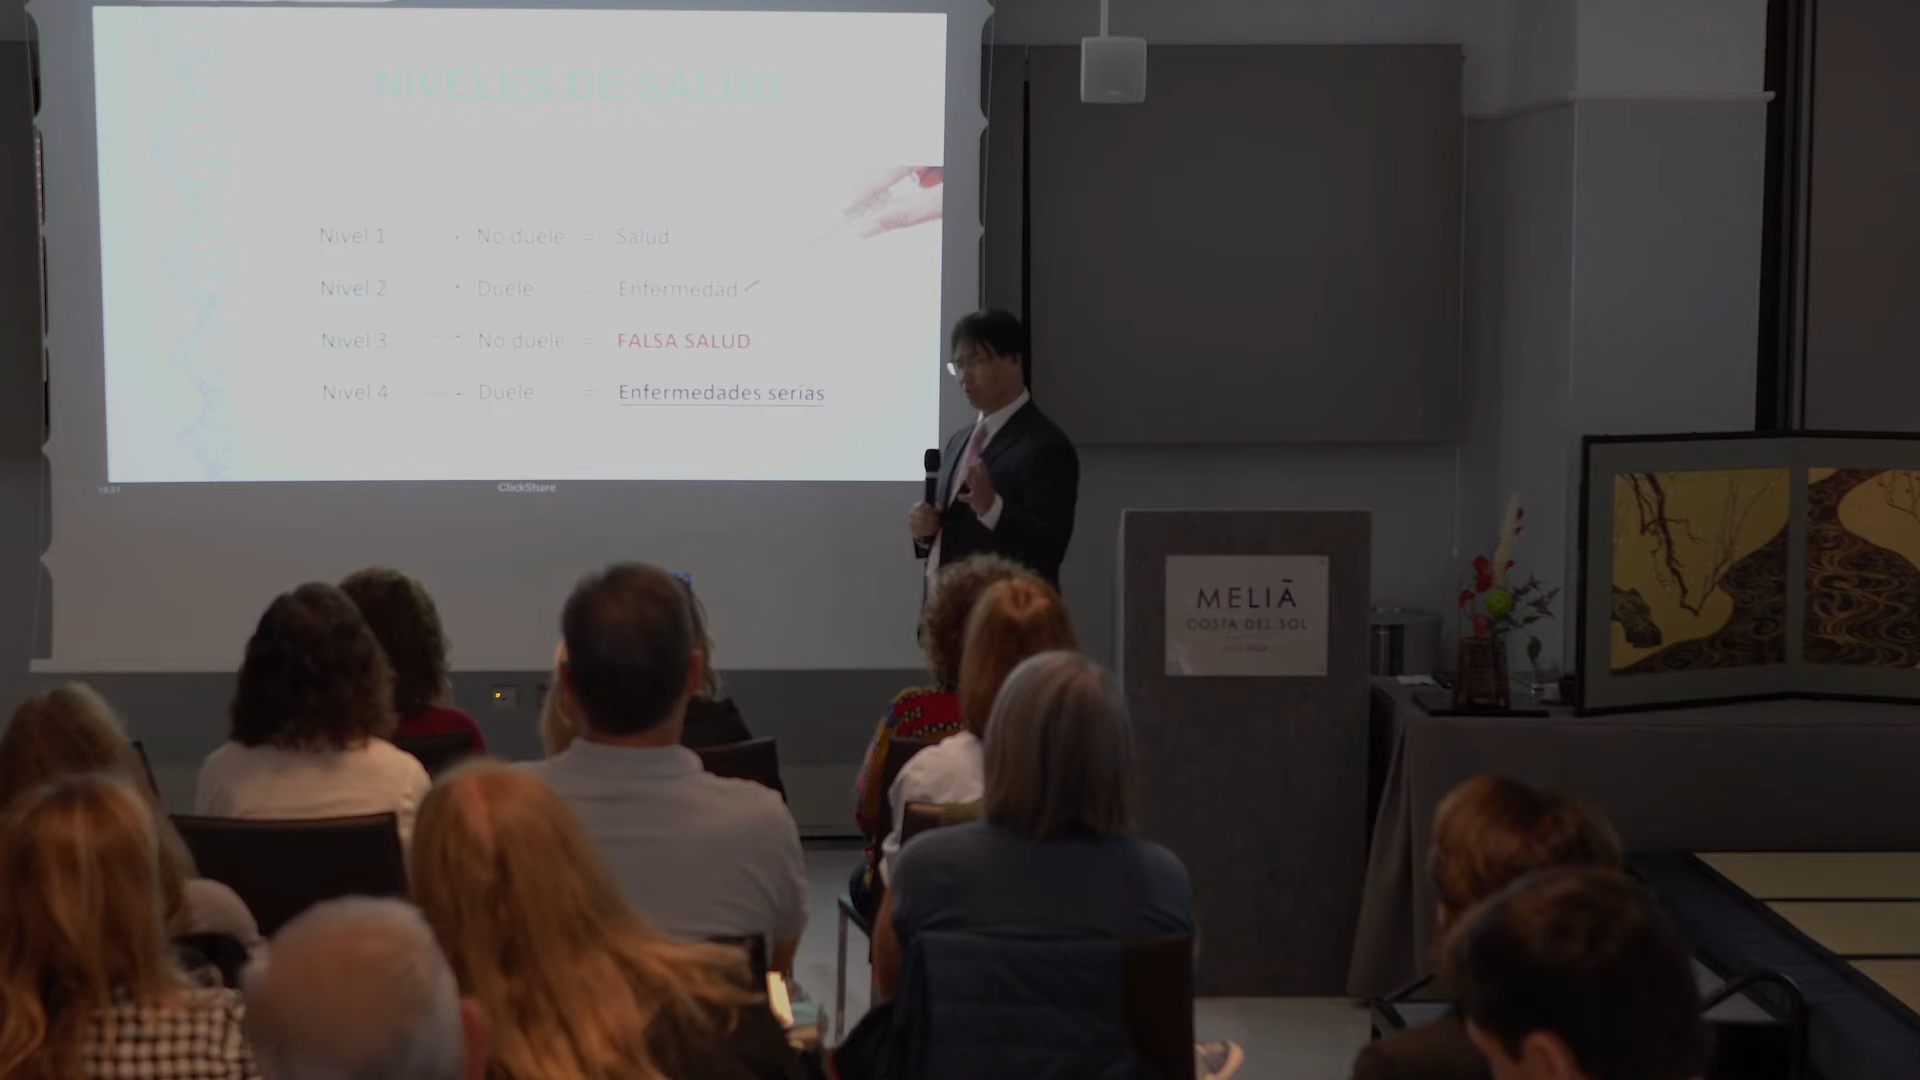 NIVELES DE SALUD
Nivel 1 - No duele = Salud
Nivel 2 - Duele = Enfermedad
Nivel 3 - No duele = FALSA SALUD
Nivel 4 - Duele = Enfermedades serias
ClickShare
MELIÃ
COSTA DEL SOL